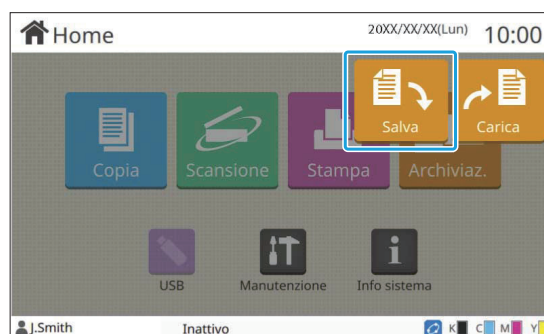 Home 20XX/XX/XX(Lun) 10:00
Salva Carica
Copia Scansione Stampa Archiviaz.
USB Manutenzione Info sistema
J.Smith Inattivo K C M Y